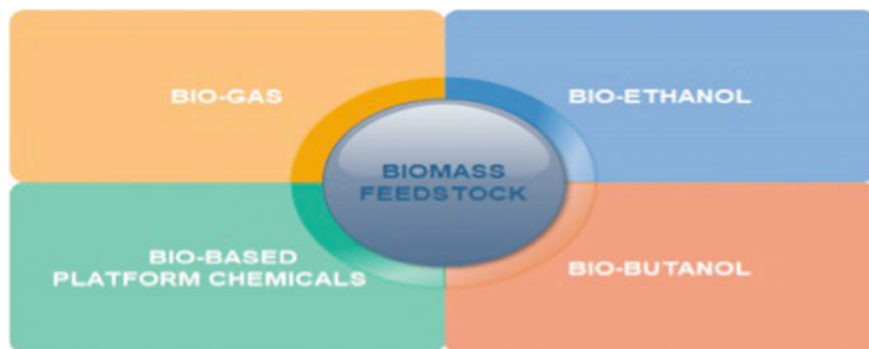 BIO-GAS
BIO-ETHANOL
BIOMASS
FEEDSTOCK
BIO-BASED
PLATFORM CHEMICALS
BIO-BUTANOL